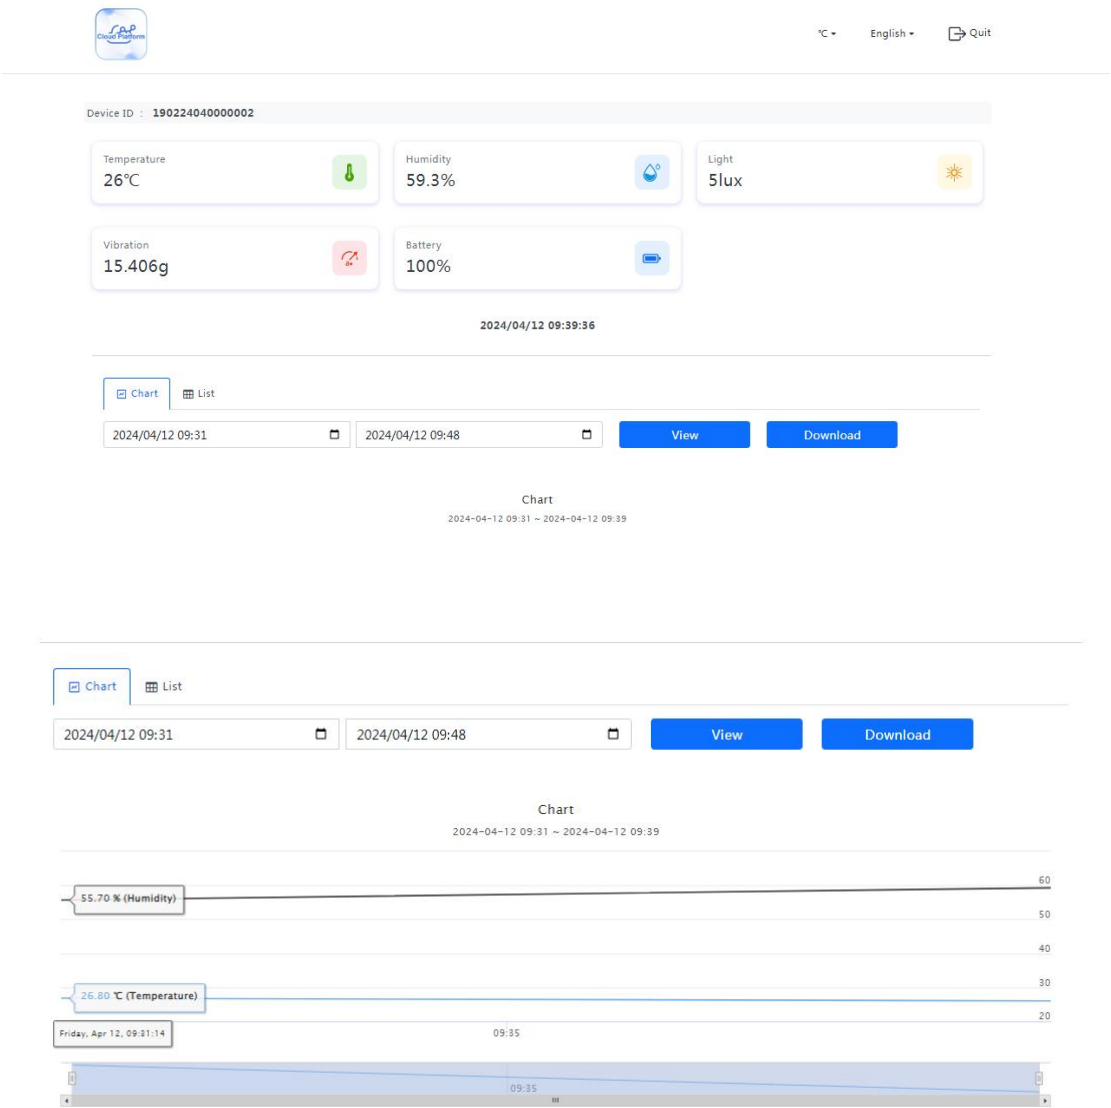 Cloud Platform
℃ English Quit
Device ID : 190224040000002
Temperature
26℃
Humidity
59.3%
Light
5lux
Vibration
15.406g
Battery
100%
2024/04/12 09:39:36
Chart List
2024/04/12 09:31 2024/04/12 09:48 View Download
Chart
2024-04-12 09:31 ~ 2024-04-12 09:39
Chart List
2024/04/12 09:31 2024/04/12 09:48 View Download
Chart
2024-04-12 09:31 ~ 2024-04-12 09:39
60
55.70 % (Humidity)
50
40
30
26.80 ℃ (Temperature)
20
Friday, Apr 12, 09:31:14 09:35
09:35